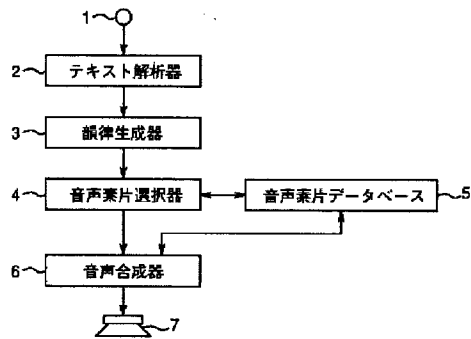 1
2 テキスト解析器
3 韻律生成器
4 音声素片選択器 音声素片データベース 5
6 音声合成器
7